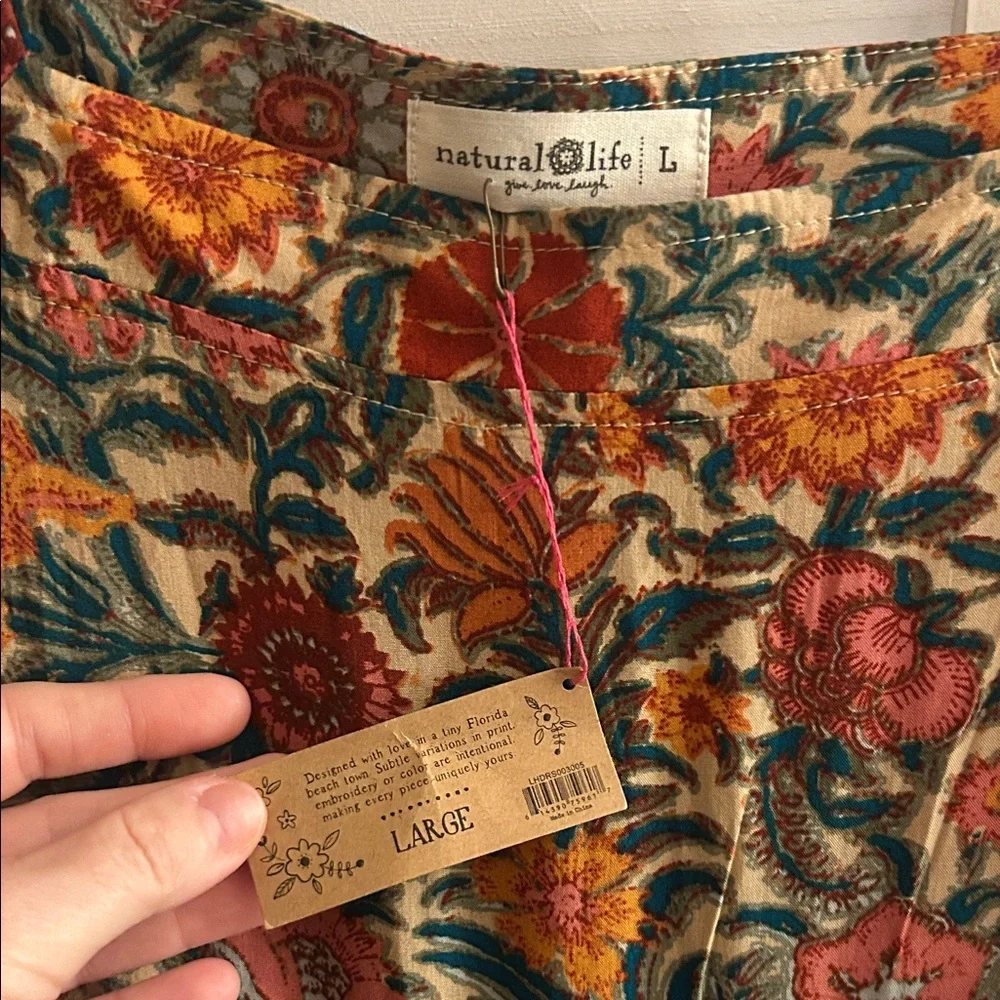 natural life L
give. love. laugh.
Designed with love in a tiny Florida
beach town. Subtle variations in print,
embroidery or color are intentional,
making every piece uniquely yours
LARGE
LHDRS003005
Made in China